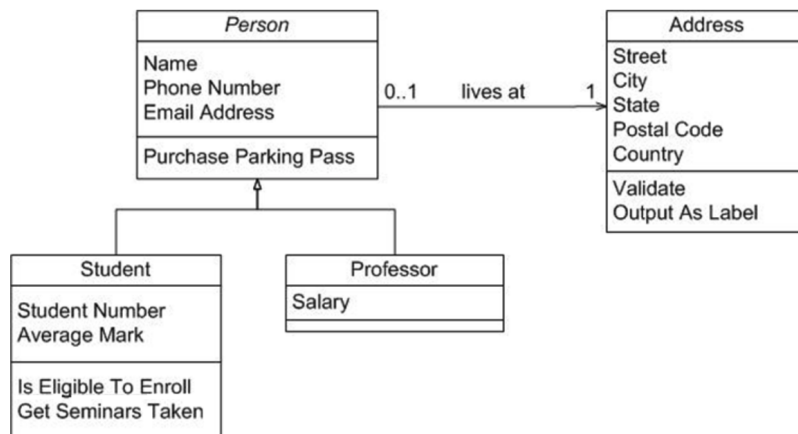 Person
Name
Phone Number
Email Address
Purchase Parking Pass
0..1 lives at 1
Address
Street
City
State
Postal Code
Country
Validate
Output As Label
Student
Student Number
Average Mark
Is Eligible To Enroll
Get Seminars Taken
Professor
Salary